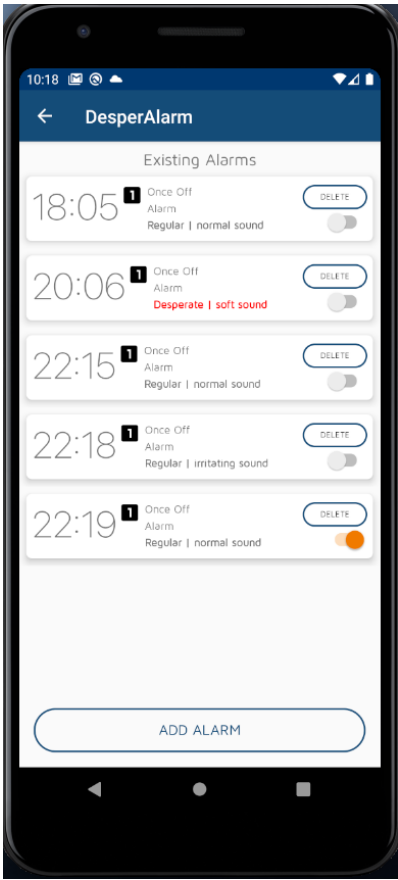 10:18
DesperAlarm
Existing Alarms
18:05
1
Once Off
Alarm
Regular | normal sound
DELETE
20:06
1
Once Off
Alarm
Desperate | soft sound
DELETE
22:15
1
Once Off
Alarm
Regular | normal sound
DELETE
22:18
1
Once Off
Alarm
Regular | irritating sound
DELETE
22:19
1
Once Off
Alarm
Regular | normal sound
DELETE
ADD ALARM